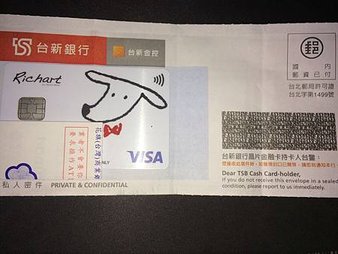 台新銀行
台新金控
Richart
VISA
郵
國內
郵資已付
台北郵局許可證
台北字第1499號
台新銀行晶片金融卡持卡人台鑒：
Dear TSB Cash Card-holder,
If you do not receive this envelope in a sealed
condition, please report to us immediately.
私人密件 PRIVATE & CONFIDENTIAL